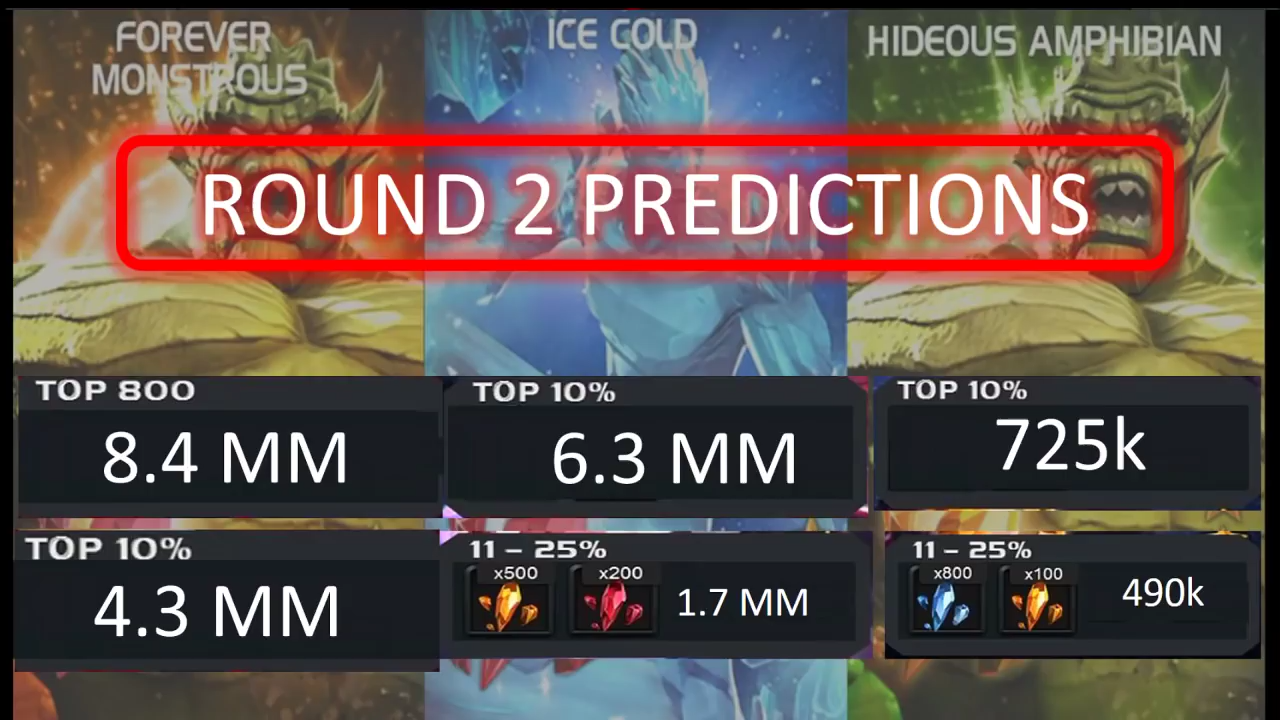 FOREVER
MONSTROUS
ICE COLD
HIDEOUS AMPHIBIAN
ROUND 2 PREDICTIONS
TOP 800
8.4 MM
TOP 10%
6.3 MM
TOP 10%
725k
TOP 10%
4.3 MM
11 – 25%
x500 x200 1.7 MM
11 – 25%
x800 x100 490k